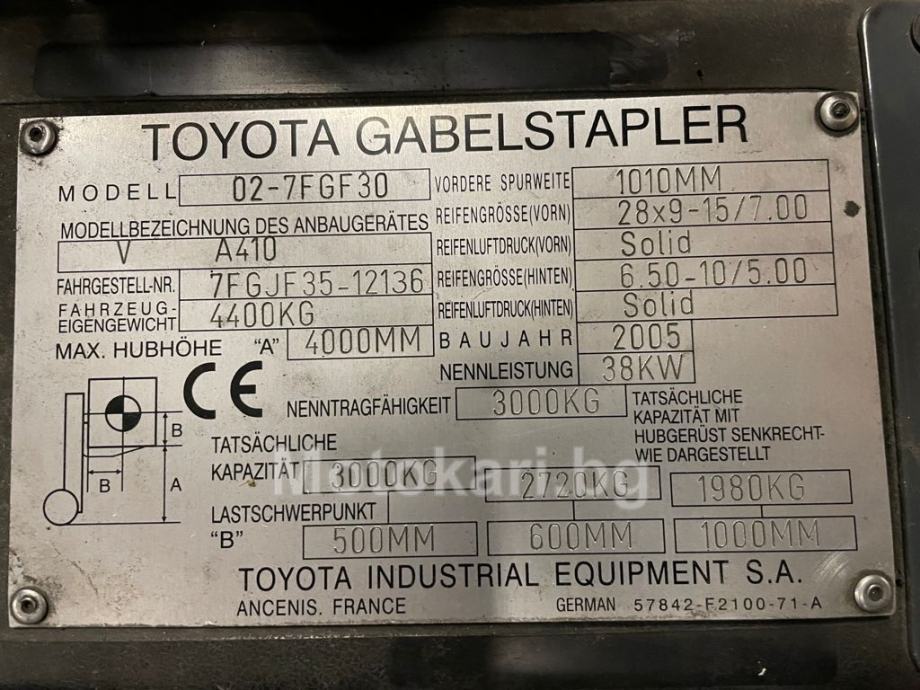 TOYOTA GABELSTAPLER
MODELL 02-7FGF30
MODELLBEZEICHNUNG DES ANBAUGERÄTES
V A410
FAHRGESTELL-NR. 7FGJF35-12136
FAHRZEUG-
EIGENGEWICHT 4400KG
MAX. HUBHÖHE "A" 4000MM
VORDERE SPURWEITE 1010MM
REIFENGRÖSSE(VORN) 28x9-15/7.00
REIFENLUFTDRUCK(VORN) Solid
REIFENGRÖSSE(HINTEN) 6.50-10/5.00
REIFENLUFTDRUCK(HINTEN) Solid
BAUJAHR 2005
NENNLEISTUNG 38KW
CE
NENNTRAGFÄHIGKEIT 3000KG
TATSÄCHLICHE
KAPAZITÄT MIT
HUBGERÜST SENKRECHT-
WIE DARGESTELLT
B
B A
TATSÄCHLICHE
KAPAZITÄT 3000KG 2720KG 1980KG
LASTSCHWERPUNKT
"B" 500MM 600MM 1000MM
Motokari.bg
TOYOTA INDUSTRIAL EQUIPMENT S.A.
ANCENIS. FRANCE GERMAN 57842-F2100-71-A